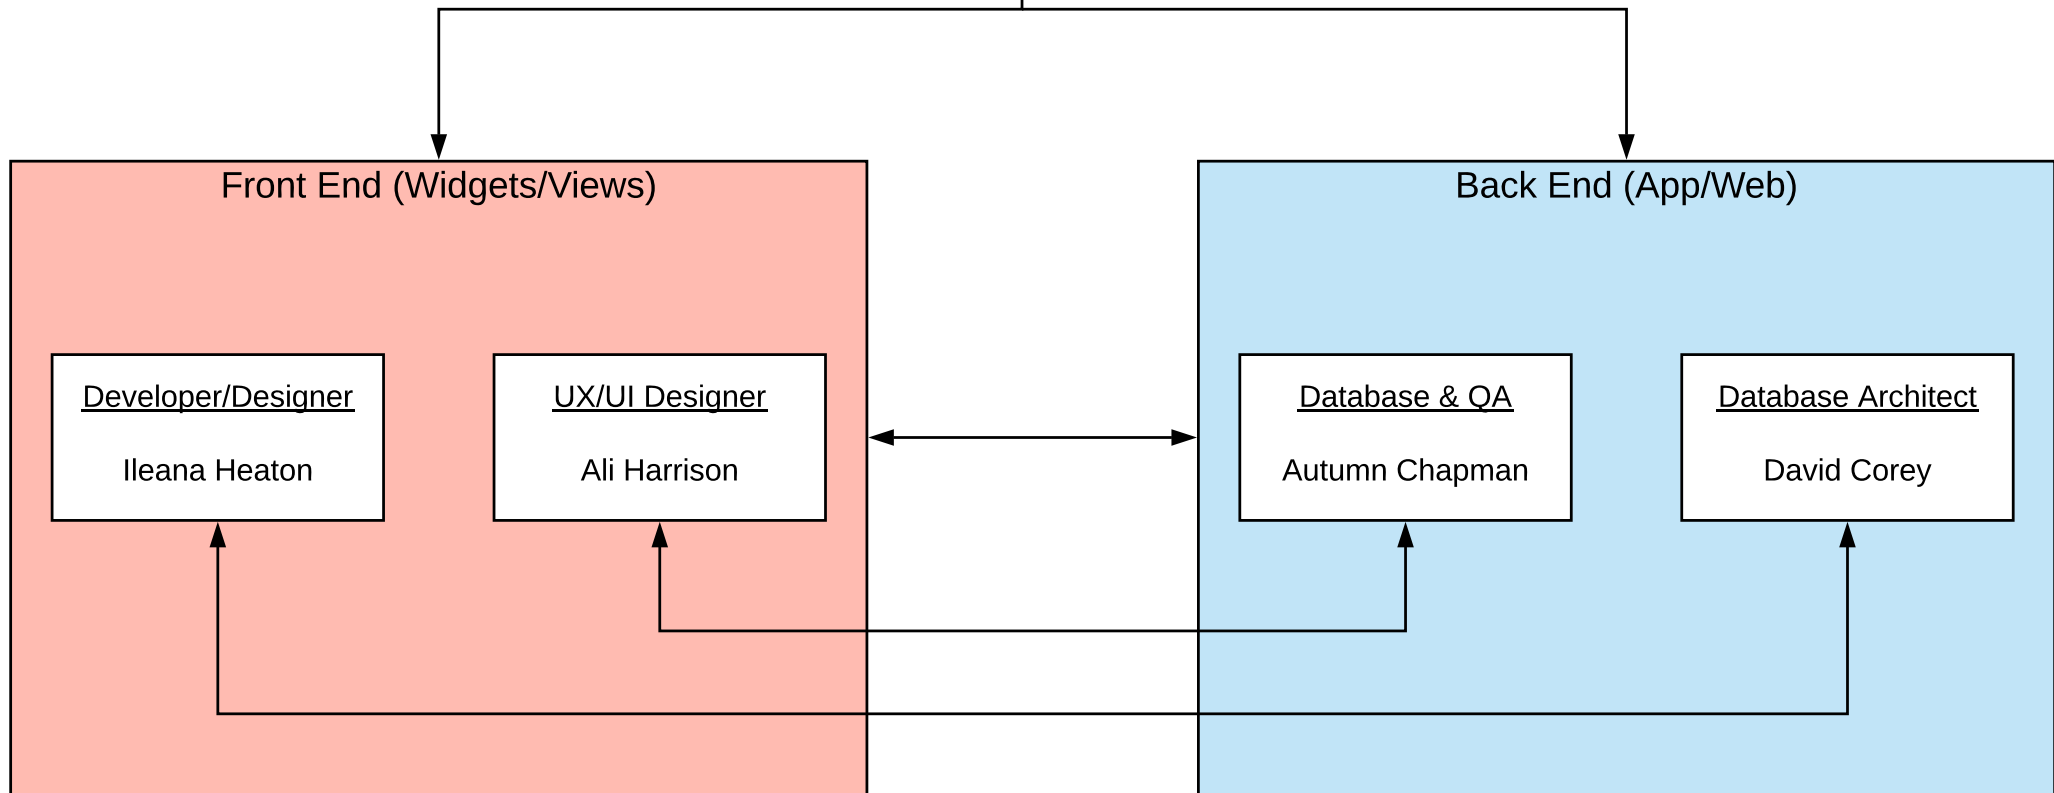 Front End (Widgets/Views)
Back End (App/Web)
Developer/Designer
Ileana Heaton
UX/UI Designer
Ali Harrison
Database & QA
Autumn Chapman
Database Architect
David Corey